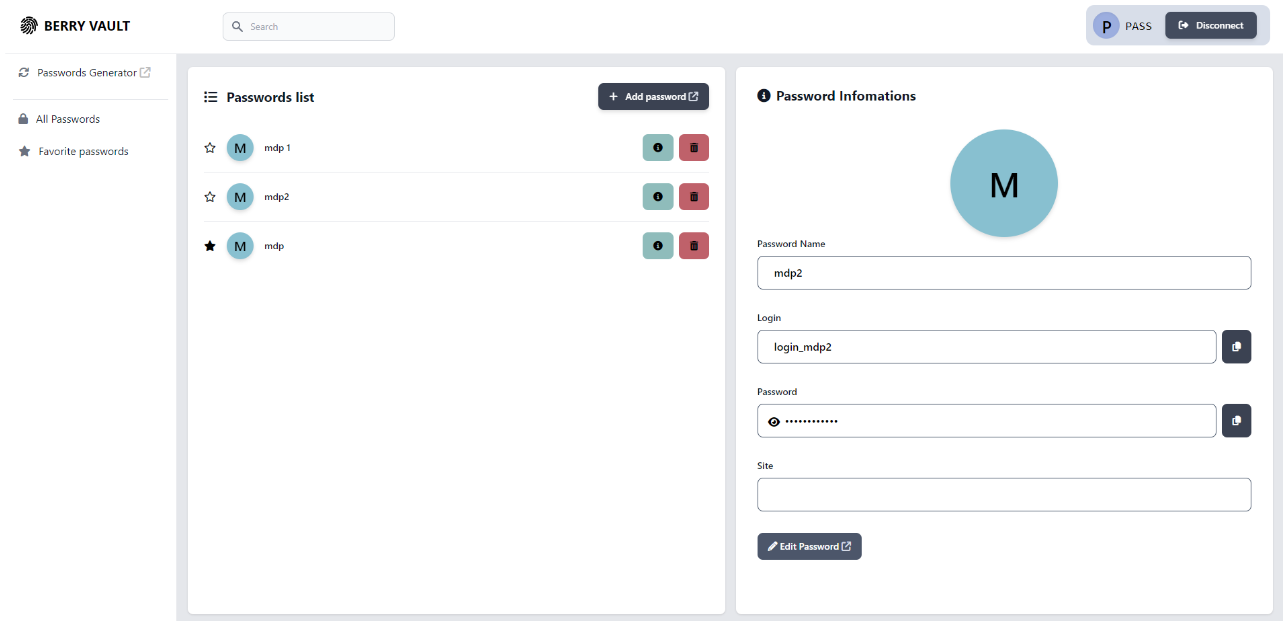 BERRY VAULT
Search
P PASS Disconnect
Passwords Generator
All Passwords
Favorite passwords
Passwords list
Add password
M mdp 1
M mdp2
M mdp
Password Infomations
M
Password Name
mdp2
Login
login_mdp2
Password
••••••••••••
Site
Edit Password